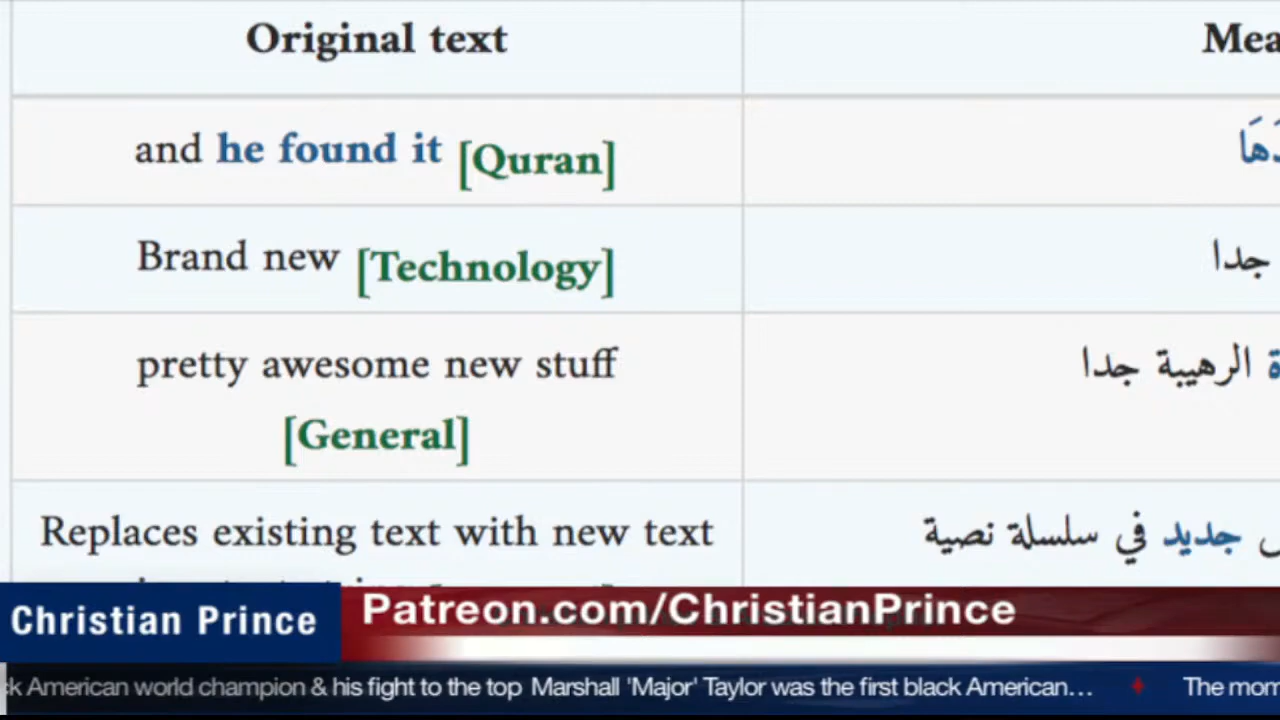 Original text
Mea
and he found it [Quran]
Brand new [Technology]
جدا
pretty awesome new stuff
الرهيبة جدا
[General]
Replaces existing text with new text
جديد في سلسلة نصية
Christian Prince
Patreon.com/ChristianPrince
ck American world champion & his fight to the top Marshall 'Major' Taylor was the first black American… The mom